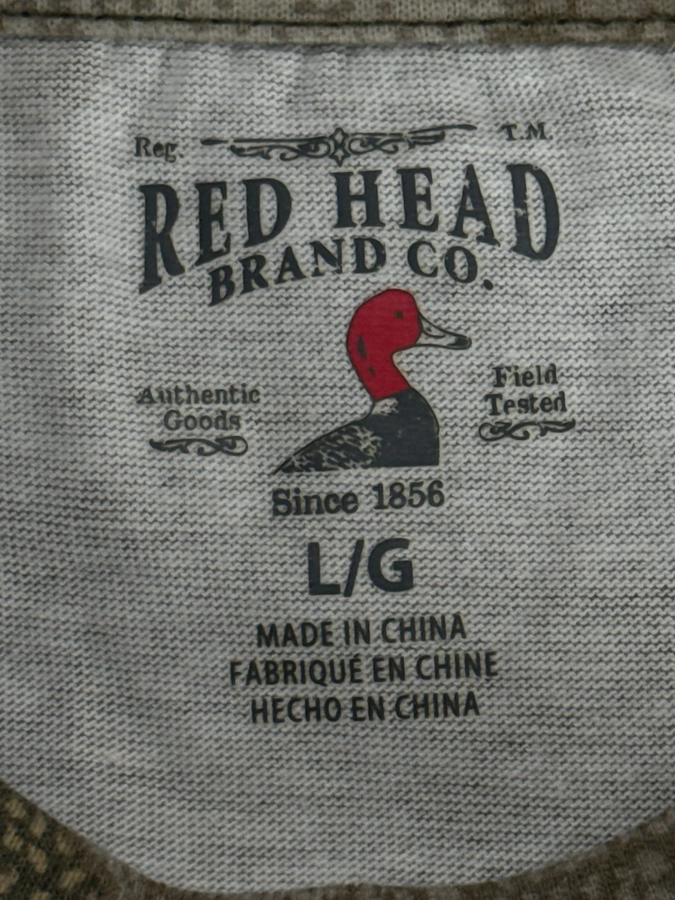 Reg. T.M.
RED HEAD
BRAND CO.
Authentic
Goods
Field
Tested
Since 1856
L/G
MADE IN CHINA
FABRIQUÉ EN CHINE
HECHO EN CHINA